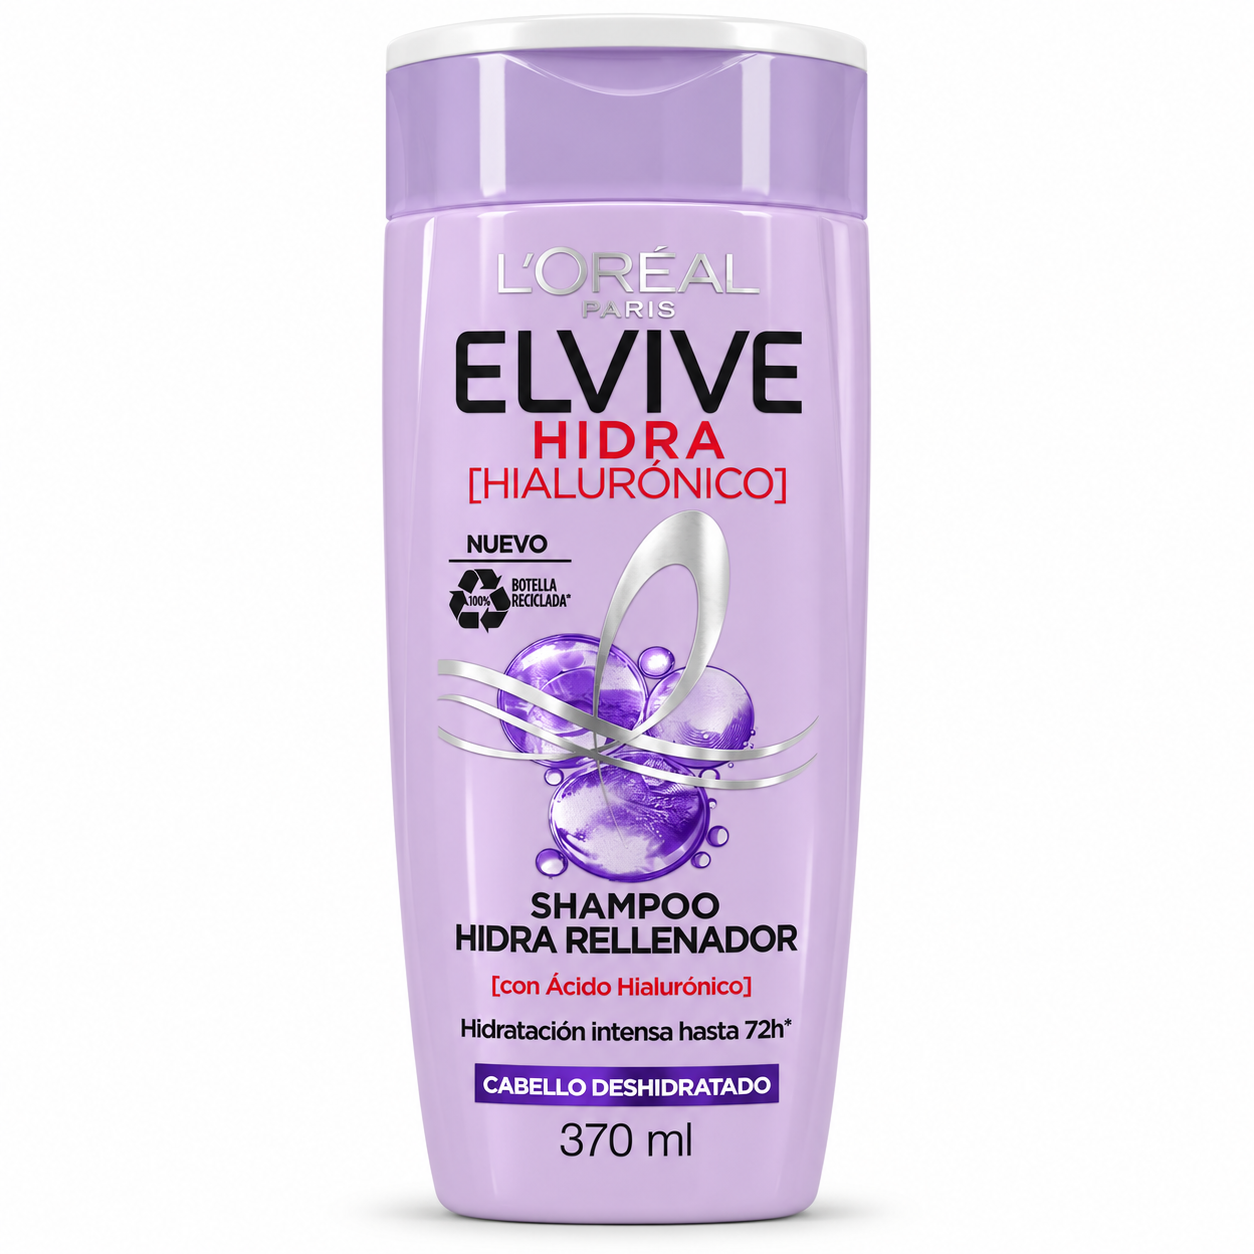 L'ORÉAL
PARIS
ELVIVE
HIDRA
[HIALURÓNICO]
NUEVO
100%
BOTELLA
RECICLADA*
SHAMPOO
HIDRA RELLENADOR
[con Ácido Hialurónico]
Hidratación intensa hasta 72h*
CABELLO DESHIDRATADO
370 ml